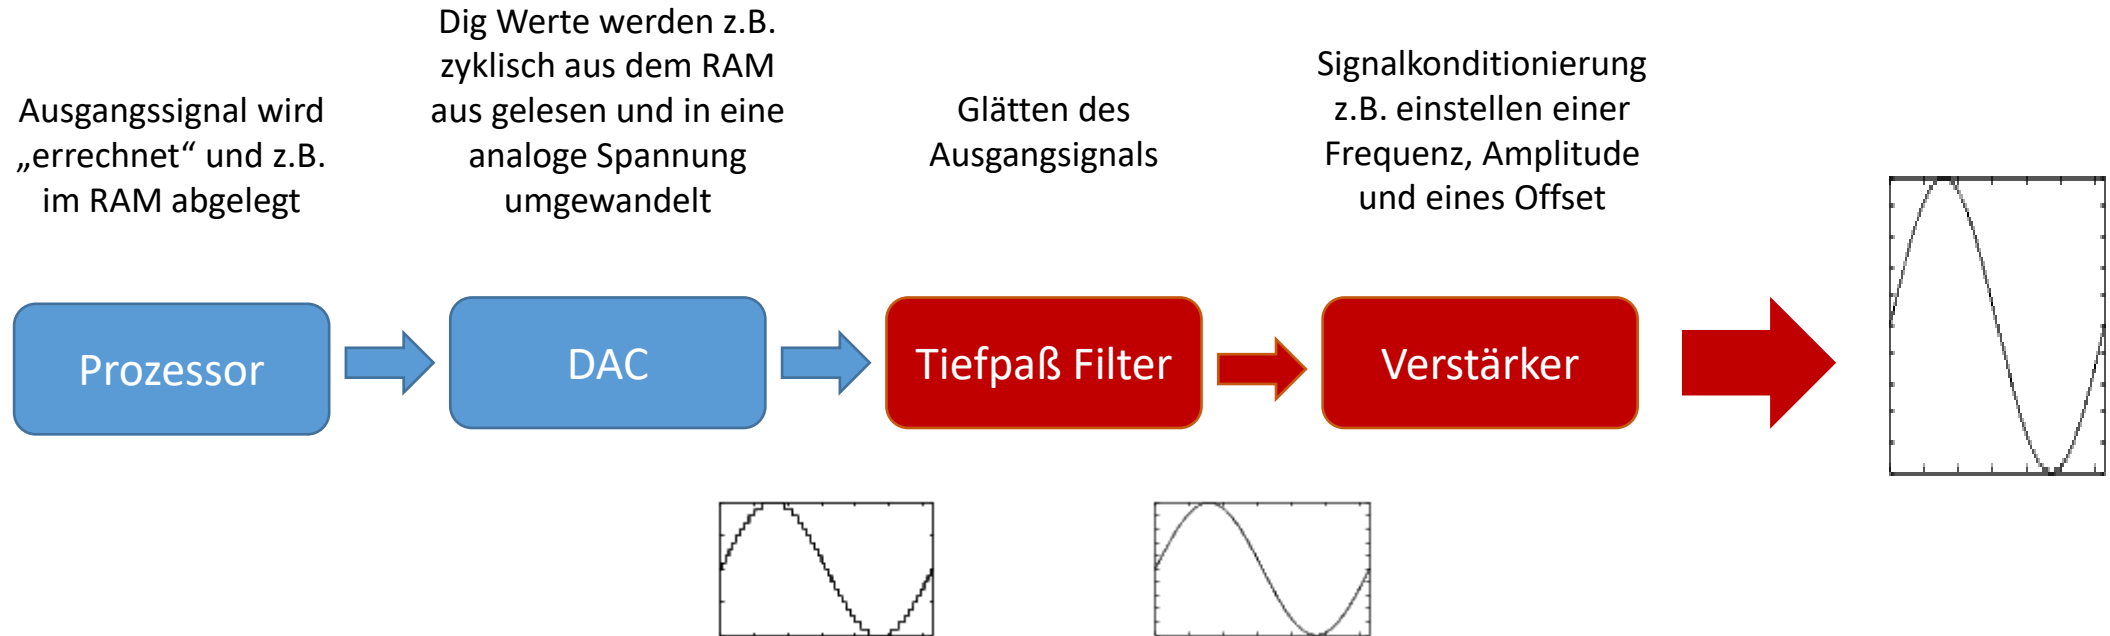 Ausgangssignal wird
„errechnet“ und z.B.
im RAM abgelegt
Dig Werte werden z.B.
zyklisch aus dem RAM
aus gelesen und in eine
analoge Spannung
umgewandelt
Glätten des
Ausgangsignals
Signalkonditionierung
z.B. einstellen einer
Frequenz, Amplitude
und eines Offset
Prozessor
DAC
Tiefpaß Filter
Verstärker